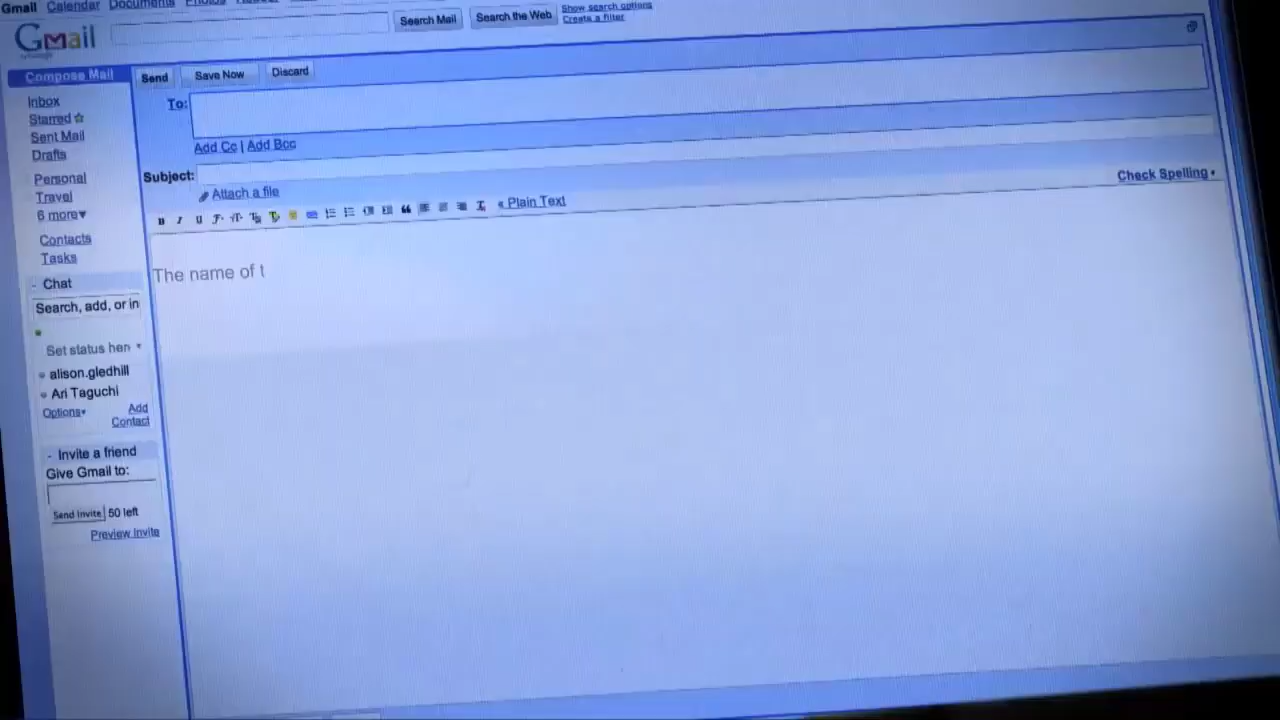 Gmail Calendar Documents Photos
Gmail
Search Mail Search the Web Show search options
Create a filter
Compose Mail
Send Save Now Discard
Inbox
To:
Starred
Sent Mail
Add Cc | Add Bcc
Drafts
Subject:
Personal
Attach a file
Check Spelling
Travel
B I U « Plain Text
6 more
Contacts
Tasks
The name of t
- Chat
Search, add, or in
Set status here
alison.gledhill
Ari Taguchi
Options Add
Contact
- Invite a friend
Give Gmail to:
Send Invite 50 left
Preview Invite